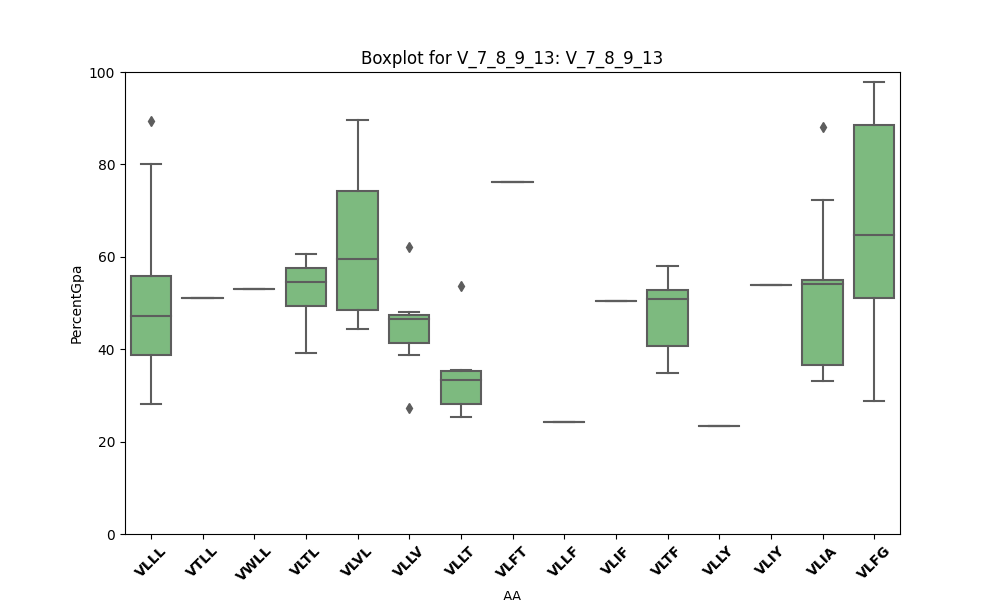 Boxplot for V_7_8_9_13: V_7_8_9_13
100
80
60
40
20
0
PercentGpa
VLLL VTLL VWLL VLTL VLVL VLLV VLLT VLFT VLLF VLIF VLTF VLLY VLIY VLIA VLFG
AA